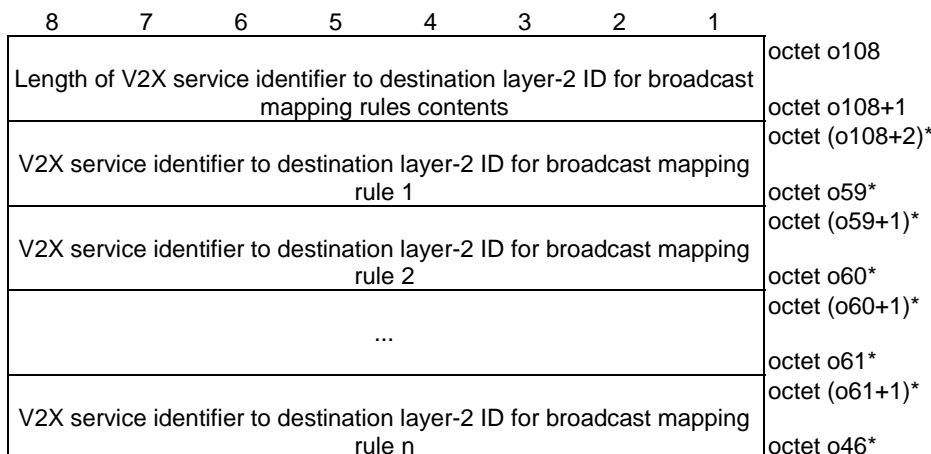 8 7 6 5 4 3 2 1
octet o108
Length of V2X service identifier to destination layer-2 ID for broadcast
mapping rules contents
octet o108+1
octet (o108+2)*
V2X service identifier to destination layer-2 ID for broadcast mapping
rule 1
octet o59*
octet (o59+1)*
V2X service identifier to destination layer-2 ID for broadcast mapping
rule 2
octet o60*
octet (o60+1)*
...
octet o61*
octet (o61+1)*
V2X service identifier to destination layer-2 ID for broadcast mapping
rule n
octet o46*